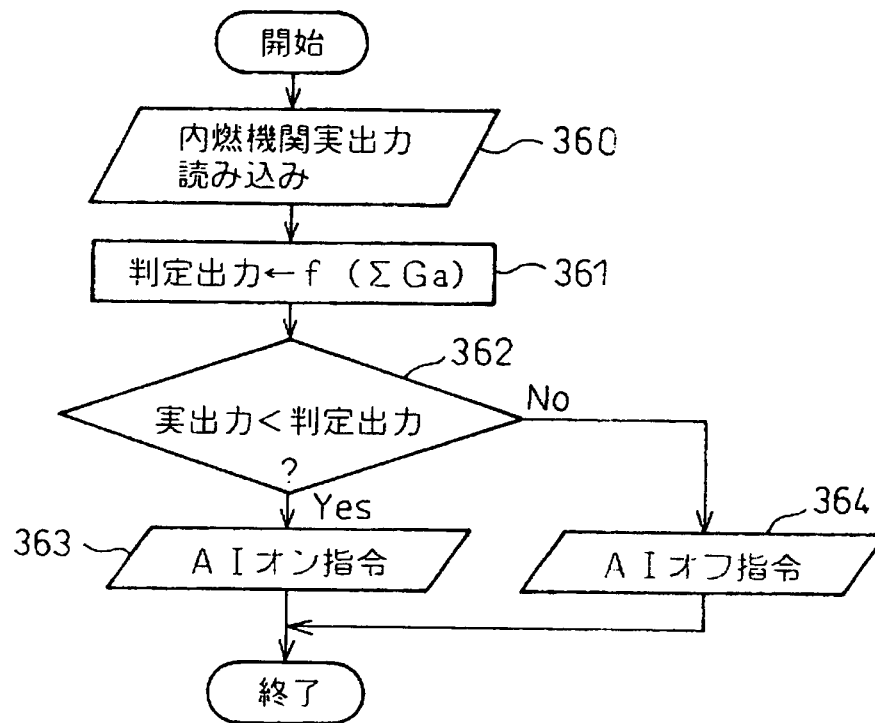 開始
内燃機関実出力
読み込み
360
判定出力←f（ΣGa）
361
362
実出力＜判定出力
?
No
Yes
363
AIオン指令
364
AIオフ指令
終了